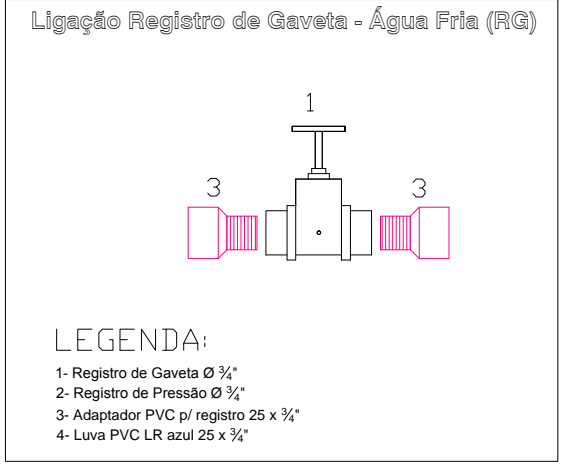 Ligação Registro de Gaveta - Água Fria (RG)
1
3 3
LEGENDA:
1- Registro de Gaveta Ø ¾"
2- Registro de Pressão Ø ¾"
3- Adaptador PVC p/ registro 25 x ¾"
4- Luva PVC LR azul 25 x ¾"